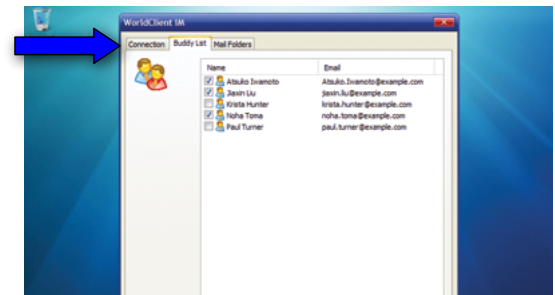 WorldClient IM
Connection Buddy List Mail Folders
Name Email
Atsuko Iwamoto Atsuko.Iwamoto@example.com
Jiaxin Liu jiaxin.liu@example.com
Krista Hunter krista.hunter@example.com
Noha Toma noha.toma@example.com
Paul Turner paul.turner@example.com